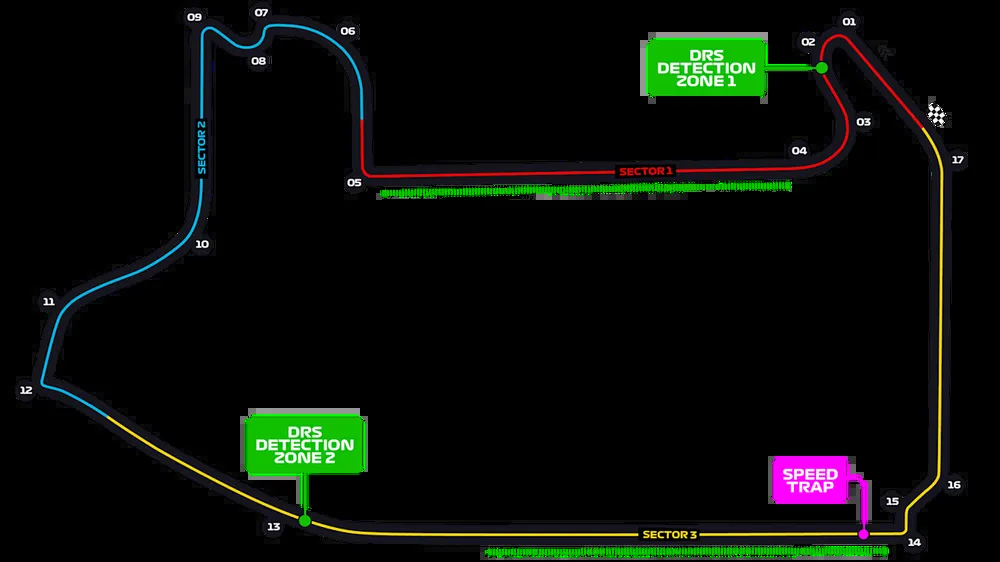 09
07
06
08
01
02
DRS
DETECTION
ZONE 1
03
04
17
SECTOR 2
SECTOR 1
05
10
11
12
DRS
DETECTION
ZONE 2
13
SPEED
TRAP
16
15
SECTOR 3
14